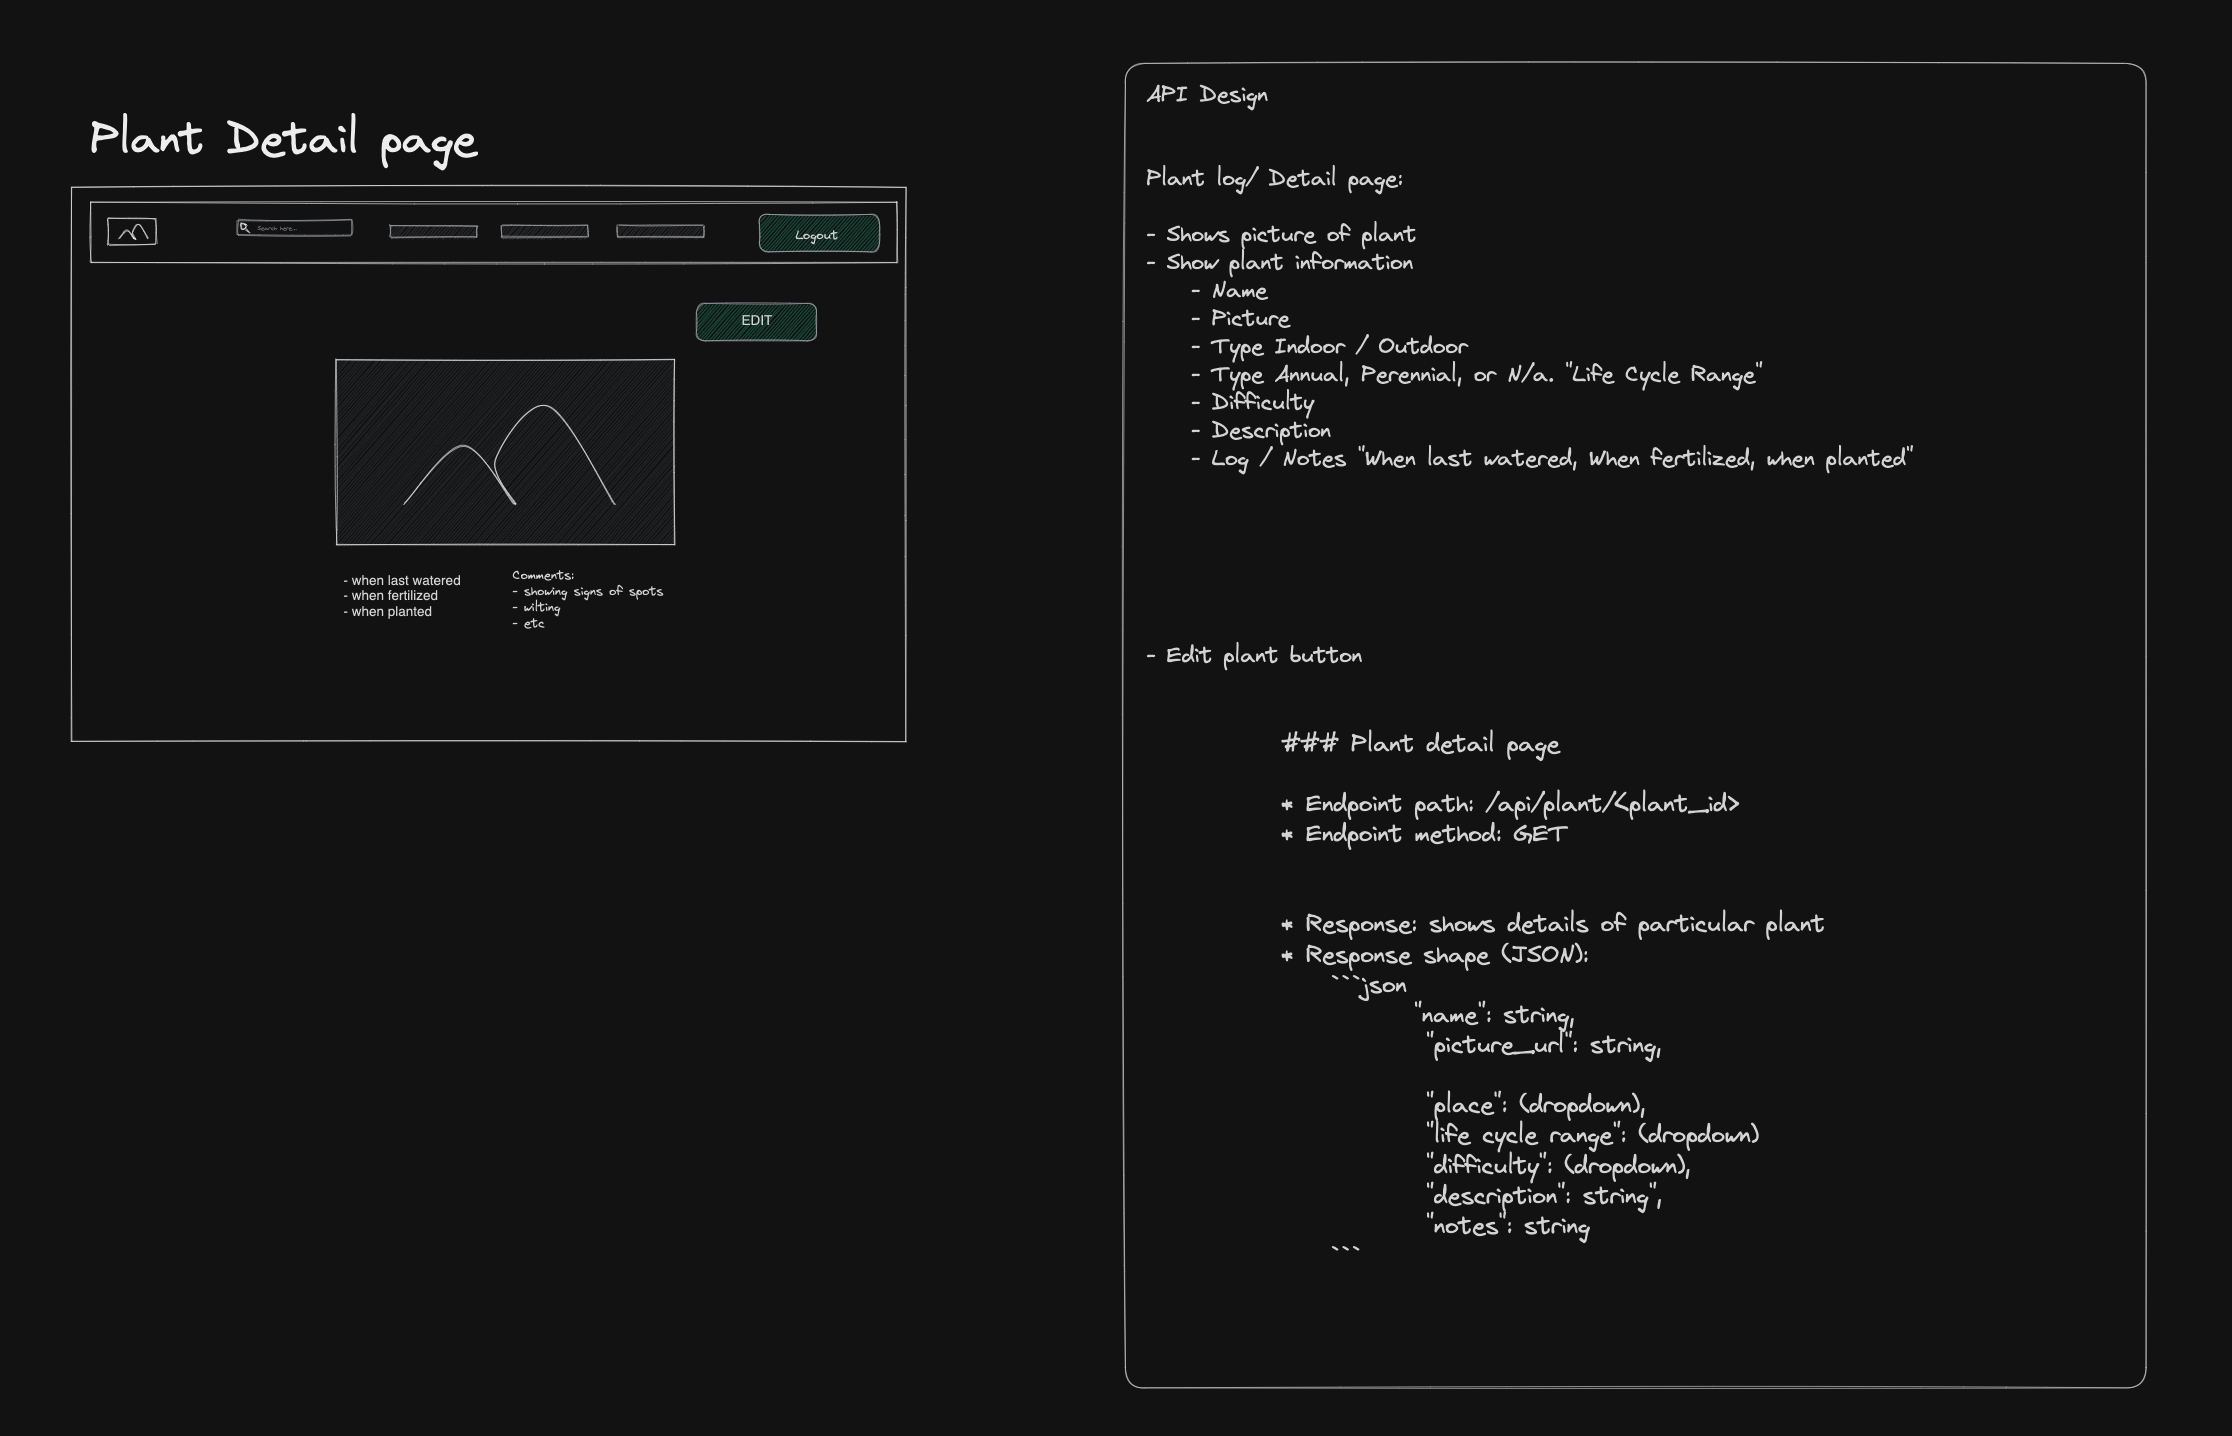 Plant Detail page
Search here...
Logout
EDIT
- when last watered
- when fertilized
- when planted
Comments:
- showing signs of spots
- wilting
- etc
API Design
Plant log/ Detail page:
- Shows picture of plant
- Show plant information
- Name
- Picture
- Type Indoor / Outdoor
- Type Annual, Perennial, or N/a. "Life Cycle Range"
- Difficulty
- Description
- Log / Notes "When last watered, When fertilized, when planted"
- Edit plant button
### Plant detail page
* Endpoint path: /api/plant/<plant_id>
* Endpoint method: GET
* Response: shows details of particular plant
* Response shape (JSON):
```json
"name": string,
"picture_url": string,
"place": (dropdown),
"life cycle range": (dropdown)
"difficulty": (dropdown),
"description": string",
"notes": string
```